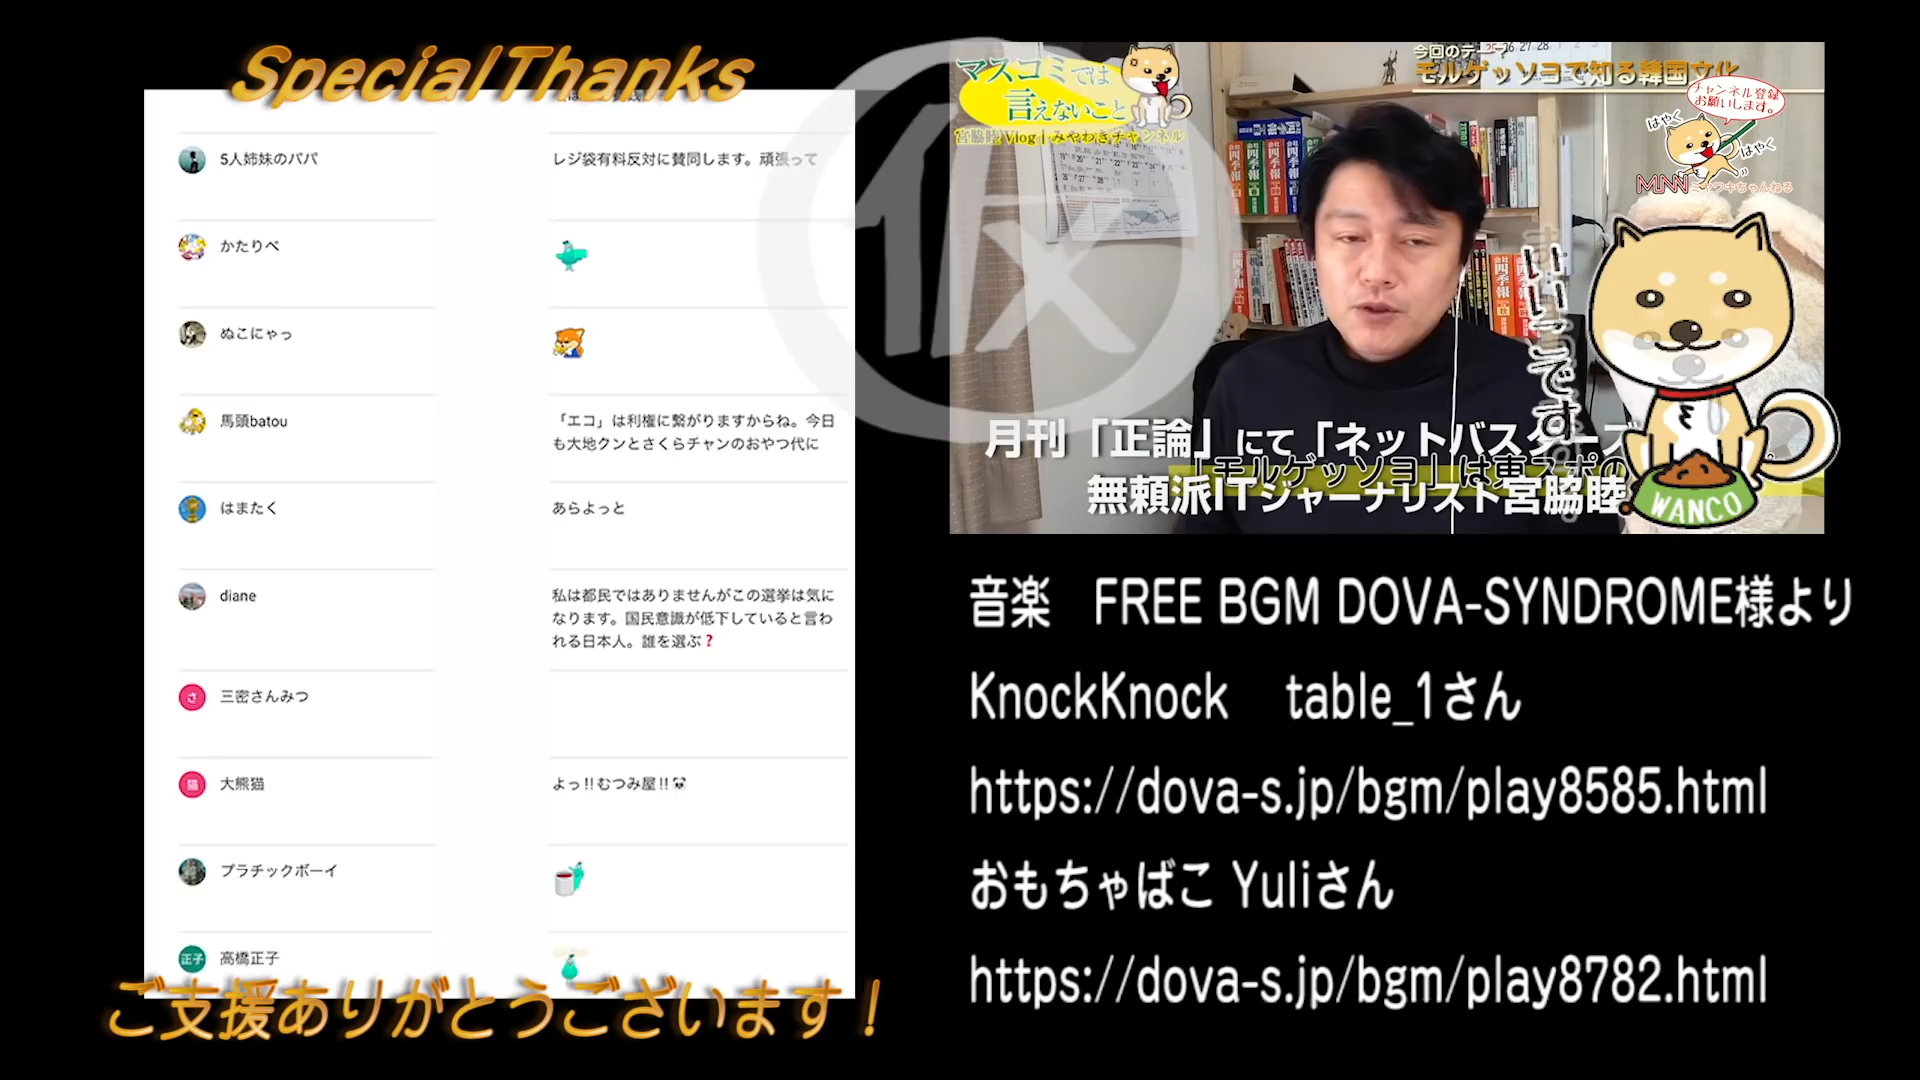 SpecialThanks
5人姉妹のパパ
レジ袋有料反対に賛同します。頑張って
かたりべ
ぬこにゃっ
馬頭batou
「エコ」は利権に繋がりますからね。今日
も大地クンとさくらチャンのおやつ代に
はまたく
あらよっと
diane
私は都民ではありませんがこの選挙は気に
なります。国民意識が低下していると言わ
れる日本人。誰を選ぶ❓
さ
三密さんみつ
猫
大熊猫
よっ!!むつみ屋!!🐼
プラチックボーイ
正子
高橋正子
ご支援ありがとうございます！
仮
マスコミでは
言えないこと
宮脇睦 Vlog | みやわきチャンネル
今回のテーマ
モルゲッソヨで知る韓国文化
チャンネル登録
お願いします。
はやく
はやく
MNN ミヤワキちゃんねる
月刊「正論」にて「ネットバスターズ
「モルゲッソヨ」は東スポの
無頼派ITジャーナリスト宮脇睦
WANCO
音楽　FREE BGM DOVA-SYNDROME様より
KnockKnock　table_1さん
https://dova-s.jp/bgm/play8585.html
おもちゃばこ Yuliさん
https://dova-s.jp/bgm/play8782.html